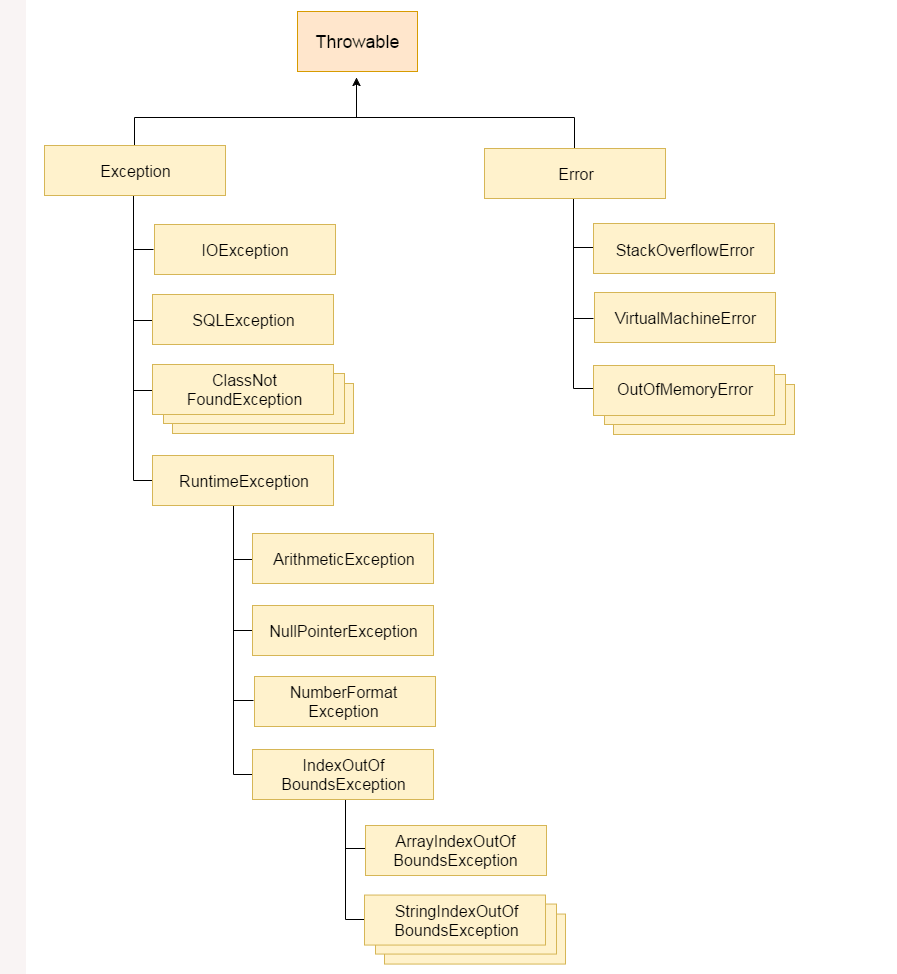 Throwable
Exception
Error
IOException
StackOverflowError
SQLException
VirtualMachineError
ClassNot
FoundException
OutOfMemoryError
RuntimeException
ArithmeticException
NullPointerException
NumberFormat
Exception
IndexOutOf
BoundsException
ArrayIndexOutOf
BoundsException
StringIndexOutOf
BoundsException